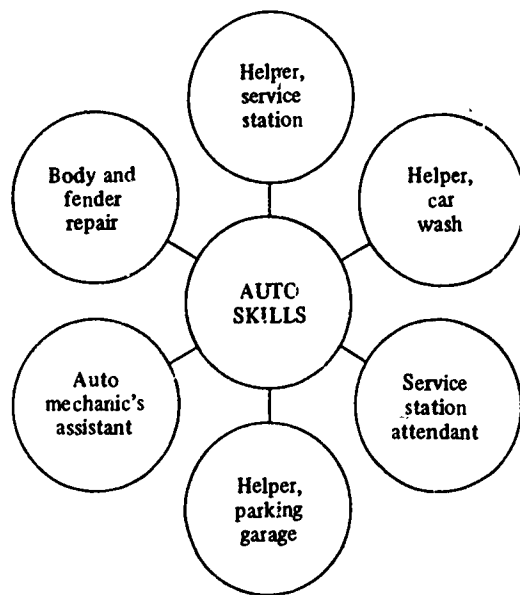 Helper,
service
station
Body and
fender
repair
Helper,
car
wash
AUTO
SKILLS
Auto
mechanic's
assistant
Service
station
attendant
Helper,
parking
garage